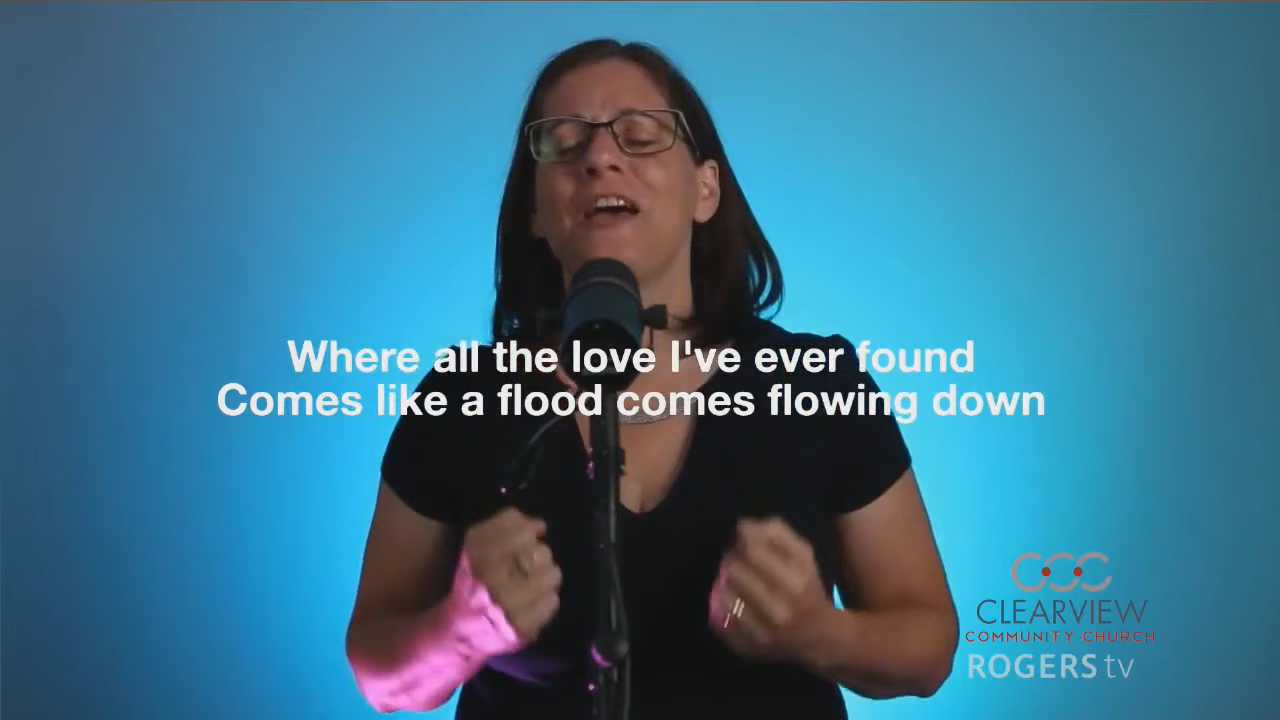 Where all the love I've ever found
Comes like a flood comes flowing down
CLEARVIEW
COMMUNITY CHURCH
ROGERS tv